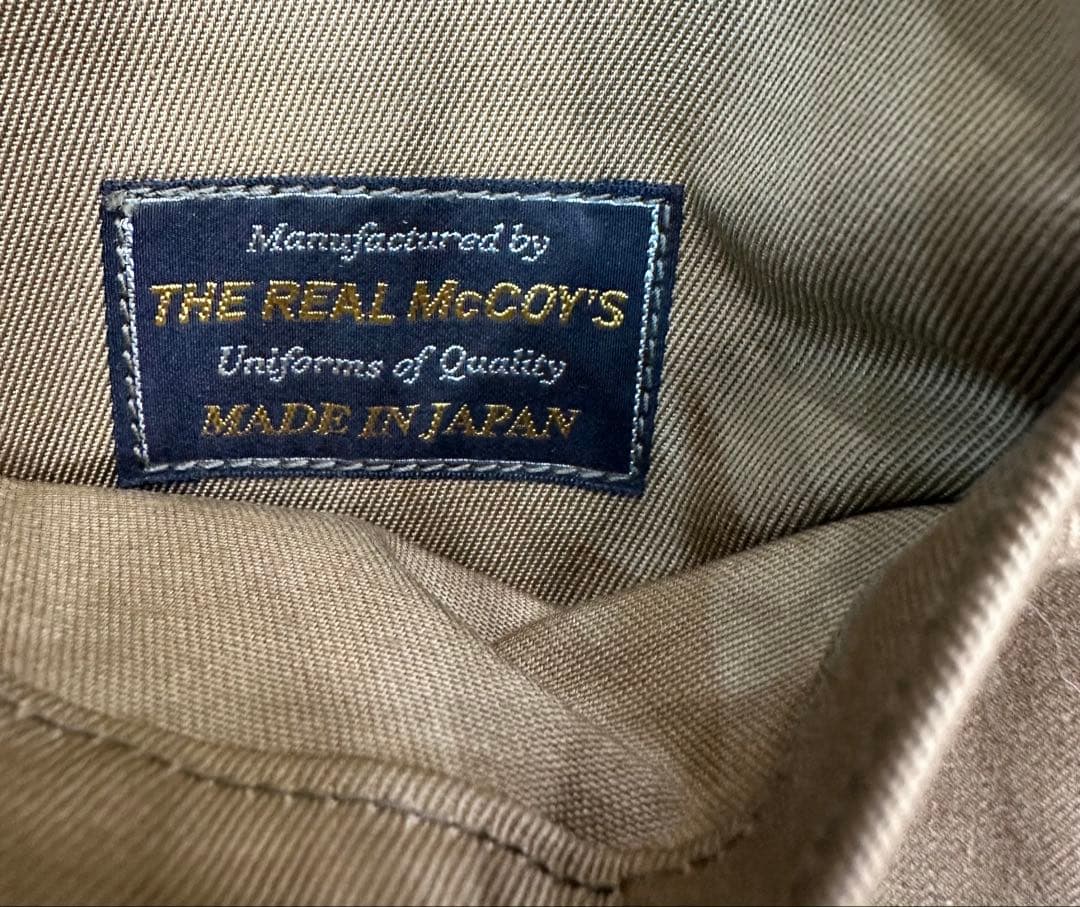 Manufactured by
THE REAL McCOY'S
Uniforms of Quality
MADE IN JAPAN